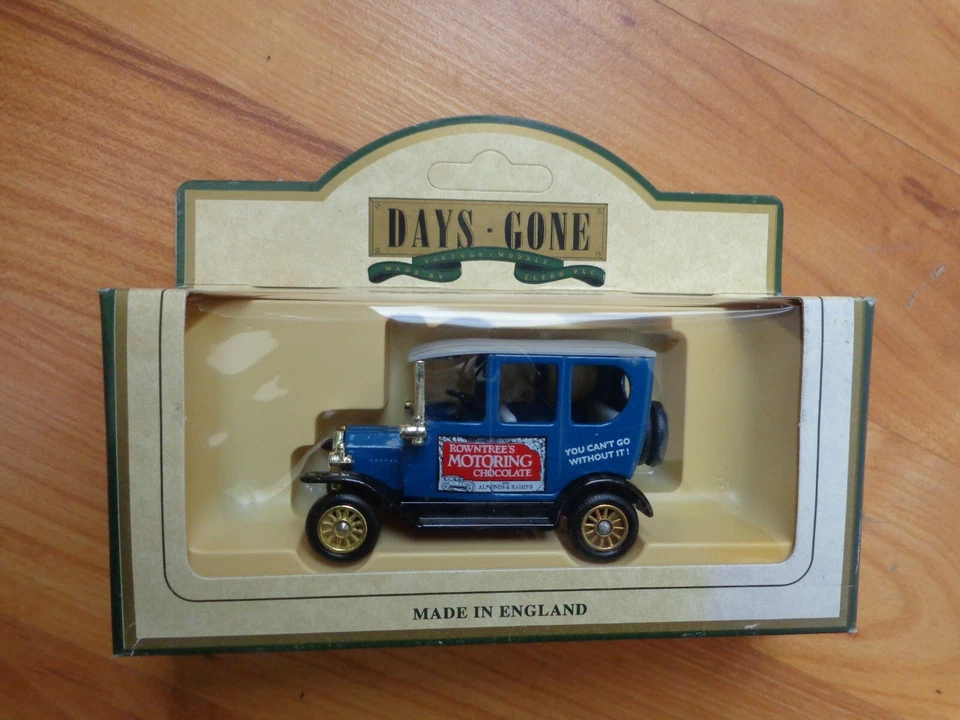 DAYS · GONE
VINTAGE · MODELS
MADE BY LLEDO PLC
ROWNTREE'S
MOTORING
CHOCOLATE
WITH
ALMONDS & RAISINS
YOU CAN'T GO
WITHOUT IT!
MADE IN ENGLAND